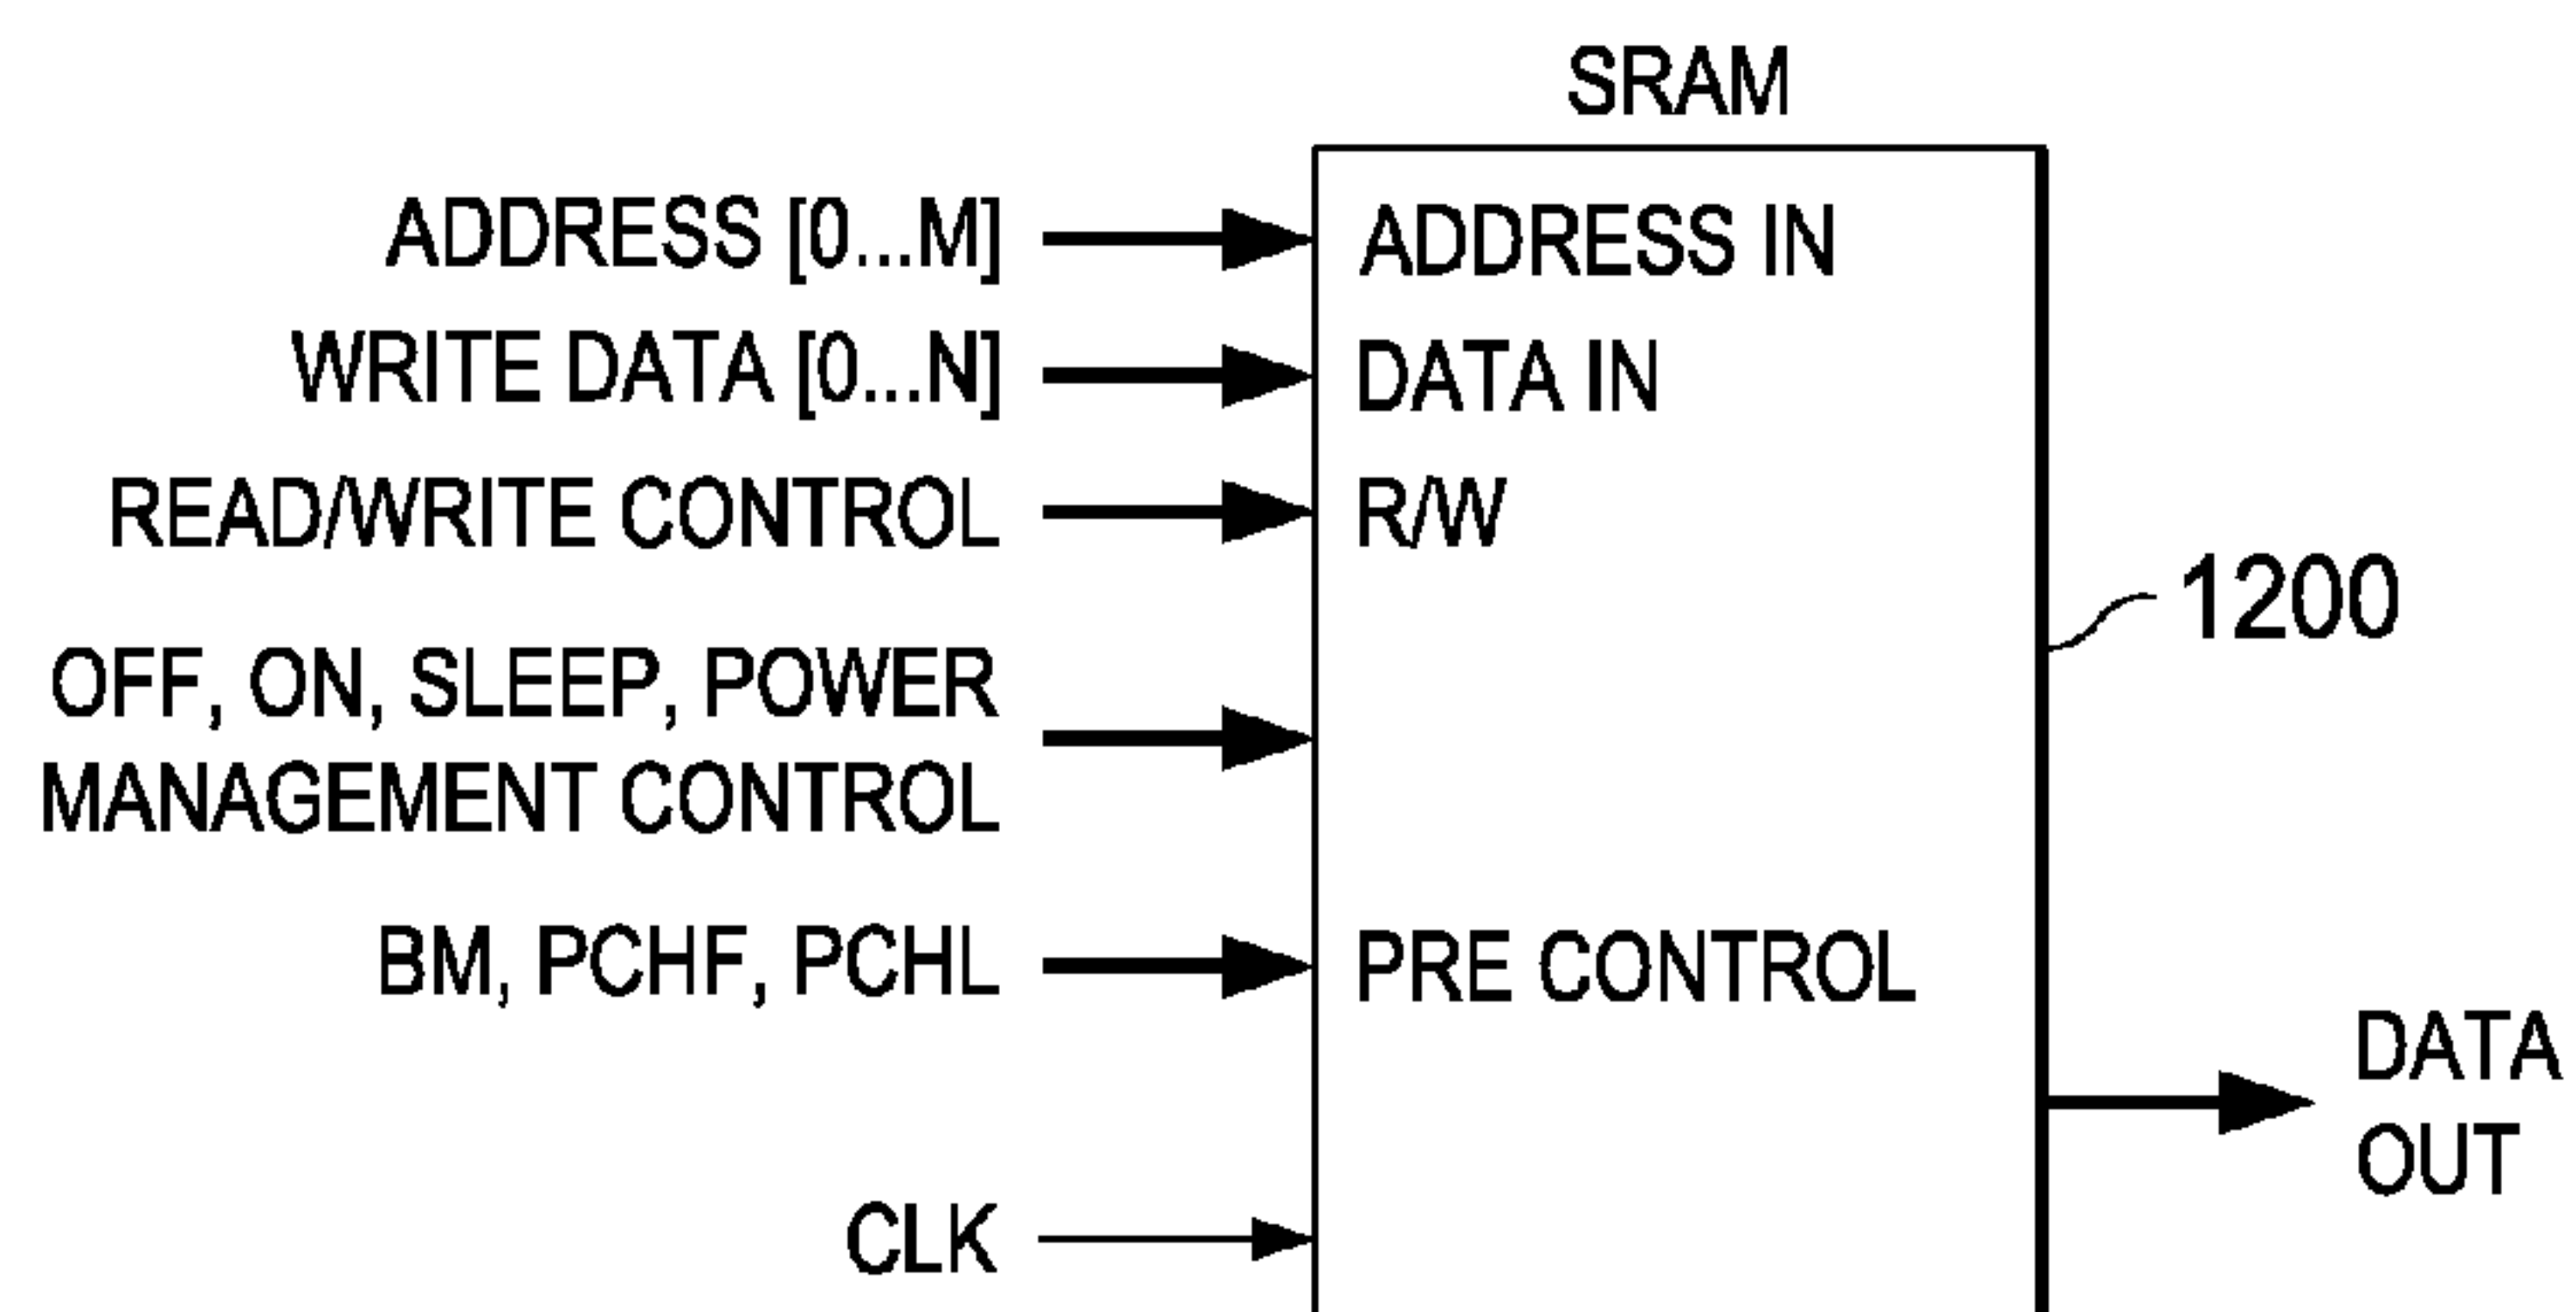 SRAM
ADDRESS [0...M]
ADDRESS IN
WRITE DATA [0...N]
DATA IN
READ/WRITE CONTROL
R/W
OFF, ON, SLEEP, POWER
MANAGEMENT CONTROL
1200
BM, PCHF, PCHL
PRE CONTROL
DATA
OUT
CLK